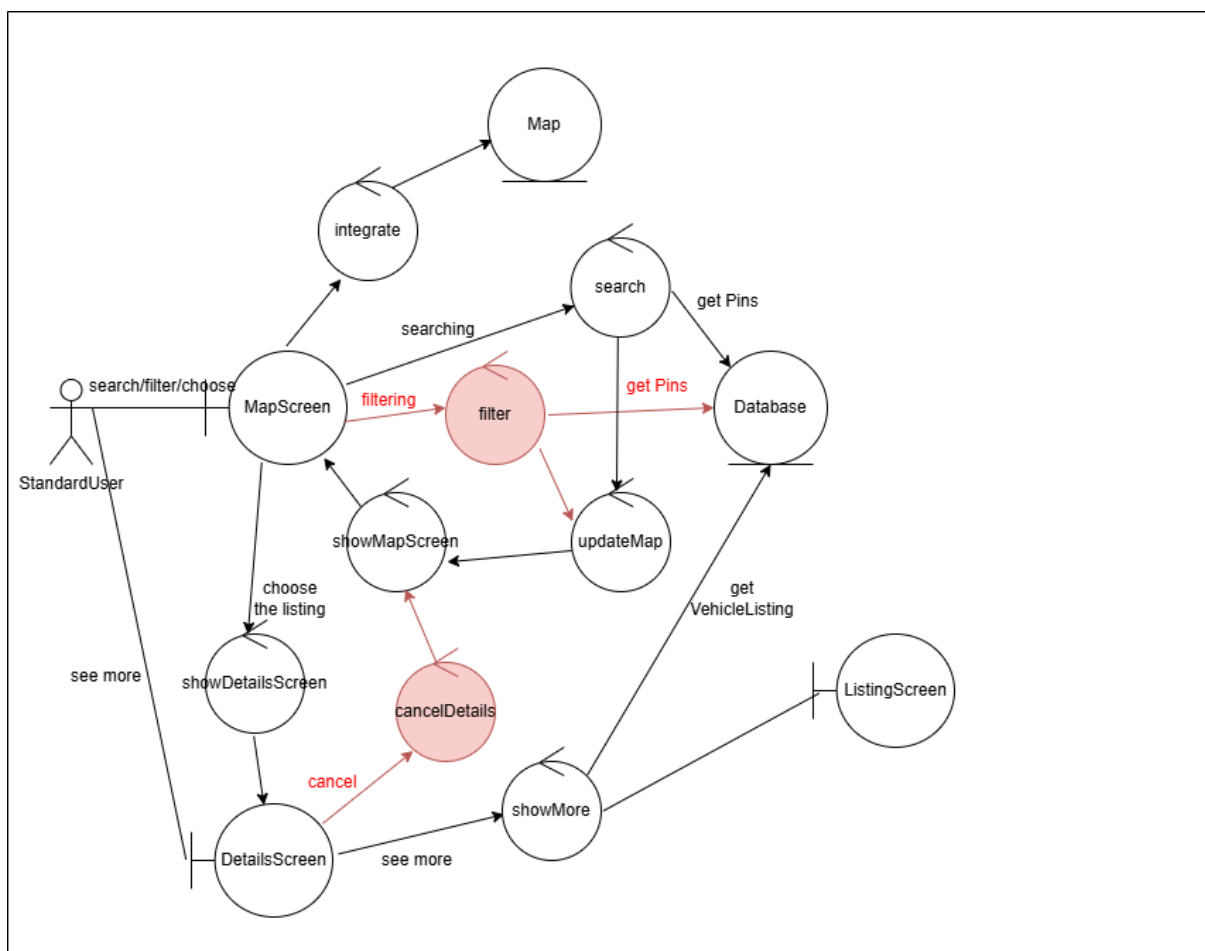 Map
integrate
search
get Pins
searching
search/filter/choose
get Pins
filtering
MapScreen
filter
Database
StandardUser
showMapScreen
updateMap
choose
the listing
get
VehicleListing
see more
showDetailsScreen
ListingScreen
cancelDetails
cancel
showMore
DetailsScreen
see more